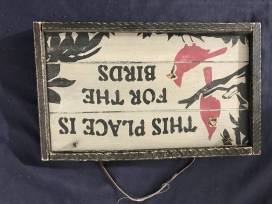 THIS PLACE IS
FOR THE
BIRDS